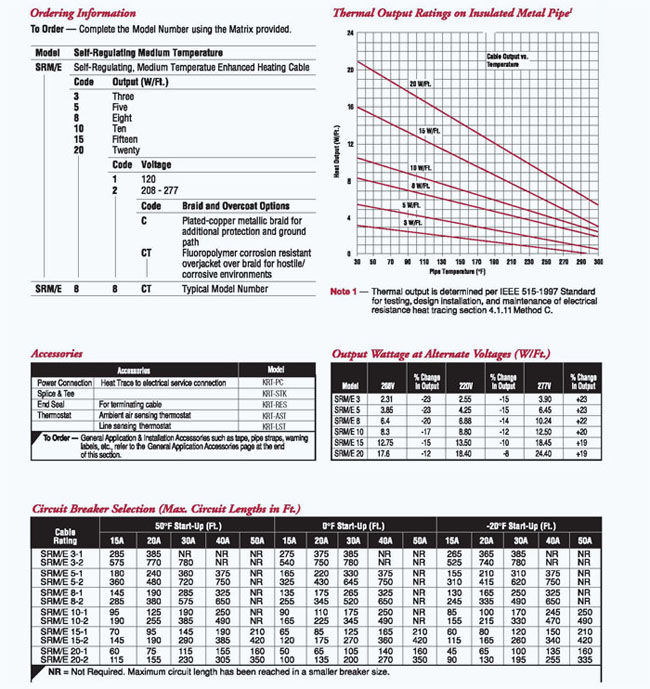 Ordering Information
To Order — Complete the Model Number using the Matrix provided.
Model Self-Regulating Medium Temperature
SRM/E Self-Regulating, Medium Temperatue Enhanced Heating Cable
Code Output (W/Ft.)
3 Three
5 Five
8 Eight
10 Ten
15 Fifteen
20 Twenty
Code Voltage
1 120
2 208 - 277
Code Braid and Overcoat Options
C Plated-copper metallic braid for
additional protection and ground
path
CT Fluoropolymer corrosion resistant
overjacket over braid for hostile/
corrosive environments
SRM/E 8 8 CT Typical Model Number
Thermal Output Ratings on Insulated Metal Pipe¹
Cable Output vs.
Temperature
24
20
16
12
8
4
0
Heat Output (W/Ft.)
20 W/Ft.
15 W/Ft.
10 W/Ft.
8 W/Ft.
5 W/Ft.
3 W/Ft.
30 50 70 90 110 130 150 170 190 210 230 250 270 290 300
Pipe Temperature (°F)
Note 1 — Thermal output is determined per IEEE 515-1997 Standard
for testing, design installation, and maintenance of electrical
resistance heat tracing section 4.1.11 Method C.
Accessories
Accessories Model
Power Connection Heat Trace to electrical service connection KRT-PC
Splice & Tee KRT-STK
End Seal For terminating cable KRT-RES
Thermostat Ambient air sensing thermostat KRT-AST
Line sensing thermostat KRT-LST
To Order — General Application & Installation Accessories such as tape, pipe straps, warning
labels, etc., refer to the General Application Accessories page at the end
of this section.
Output Wattage at Alternate Voltages (W/Ft.)
Model 208V % Change in Output 220V % Change in Output 277V % Change in Output
SRM/E 3 2.31 -23 2.55 -15 3.90 +23
SRM/E 5 3.85 -23 4.25 -15 6.45 +23
SRM/E 8 6.4 -20 6.88 -14 10.24 +22
SRM/E 10 8.3 -17 8.80 -12 12.50 +20
SRM/E 15 12.75 -15 13.50 -10 18.45 +19
SRM/E 20 17.6 -12 18.40 -8 24.40 +19
Circuit Breaker Selection (Max. Circuit Lengths in Ft.)
Cable Rating 50°F Start-Up (Ft.) 0°F Start-Up (Ft.) -20°F Start-Up (Ft.)
15A 20A 30A 40A 50A 15A 20A 30A 40A 50A 15A 20A 30A 40A 50A
SRM/E 3-1 285 385 NR NR NR 275 375 385 NR NR 265 365 385 NR NR
SRM/E 3-2 575 770 780 NR NR 540 750 780 NR NR 525 740 780 NR NR
SRM/E 5-1 180 240 360 375 NR 165 220 330 375 NR 155 210 310 375 NR
SRM/E 5-2 360 480 720 750 NR 325 430 645 750 NR 310 415 620 750 NR
SRM/E 8-1 145 190 285 325 NR 135 175 265 325 NR 130 165 250 325 NR
SRM/E 8-2 285 380 575 650 NR 255 345 520 650 NR 245 335 490 650 NR
SRM/E 10-1 95 125 190 250 NR 90 110 175 250 NR 85 100 170 245 250
SRM/E 10-2 190 255 385 490 NR 165 225 345 490 NR 155 215 330 470 490
SRM/E 15-1 70 95 145 190 210 65 85 125 165 210 60 80 120 150 210
SRM/E 15-2 145 190 290 385 420 120 175 270 360 420 115 165 260 340 420
SRM/E 20-1 60 75 115 155 160 50 65 105 140 160 45 65 100 135 160
SRM/E 20-2 115 155 230 305 350 100 135 200 270 350 90 130 195 255 335
NR = Not Required. Maximum circuit length has been reached in a smaller breaker size.